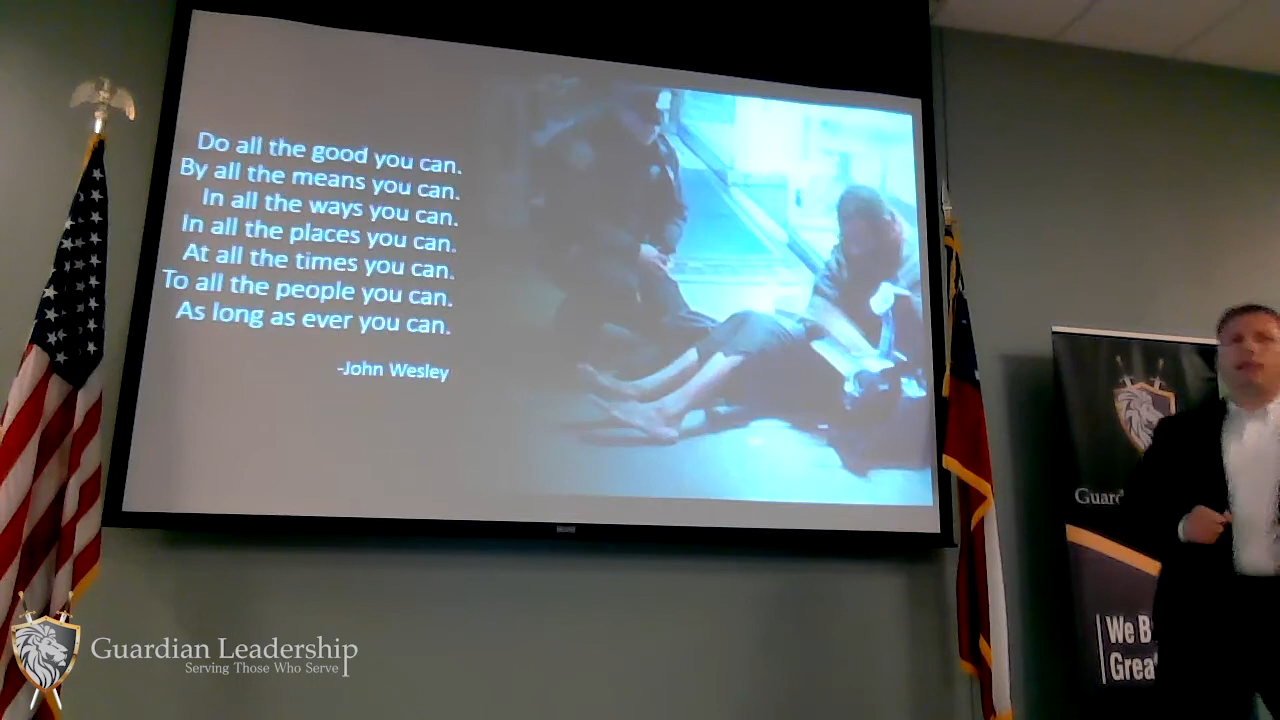 Do all the good you can.
By all the means you can.
In all the ways you can.
In all the places you can.
At all the times you can.
To all the people you can.
As long as ever you can.
-John Wesley
Guard
We B
Grea
Guardian Leadership
Serving Those Who Serve